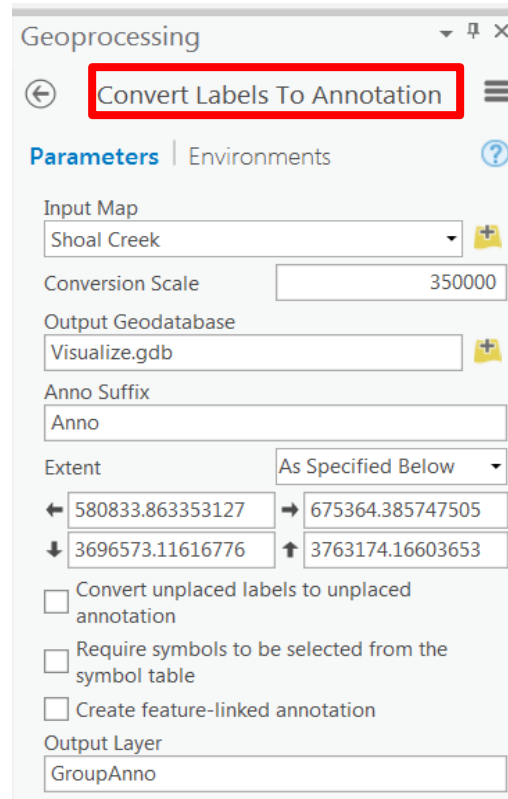 Geoprocessing
Convert Labels To Annotation
Parameters | Environments
Input Map
Shoal Creek
Conversion Scale 350000
Output Geodatabase
Visualize.gdb
Anno Suffix
Anno
Extent As Specified Below
580833.863353127 675364.385747505
3696573.11616776 3763174.16603653
Convert unplaced labels to unplaced
annotation
Require symbols to be selected from the
symbol table
Create feature-linked annotation
Output Layer
GroupAnno